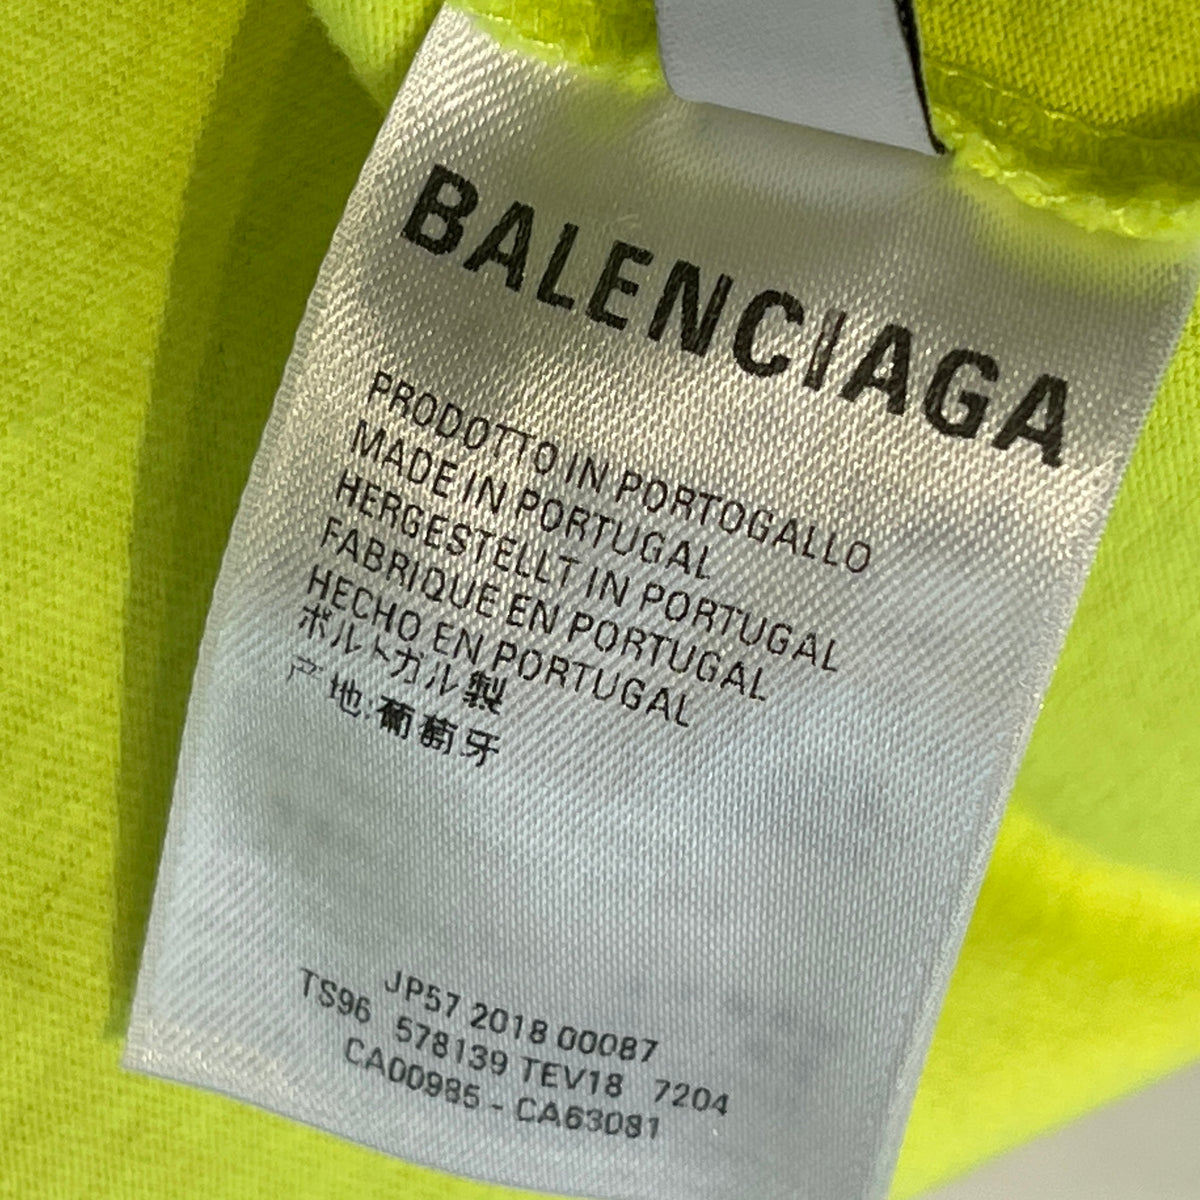 BALENCIAGA
PRODOTTO IN PORTOGALLO
MADE IN PORTUGAL
HERGESTELLT IN PORTUGAL
FABRIQUE EN PORTUGAL
HECHO EN PORTUGAL
ポルトガル製
产地:葡萄牙
JP57 2018 00087
TS96 578139 TEV18 7204
CA00985 - CA63081